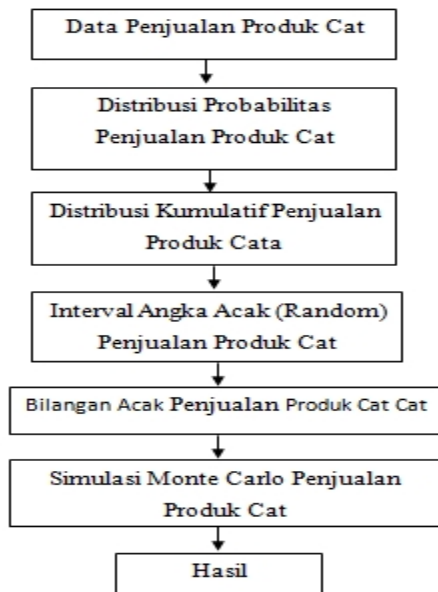 Data Penjualan Produk Cat
Distribusi Probabilitas
Penjualan Produk Cat
Distribusi Kumulatif Penjualan
Produk Cata
Interval Angka Acak (Random)
Penjualan Produk Cat
Bilangan Acak Penjualan Produk Cat Cat
Simulasi Monte Carlo Penjualan
Produk Cat
Hasil